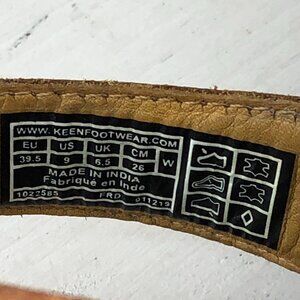 WWW.KEENFOOTWEAR.COM
EU US UK CM
39.5 9 6.5 26 W
MADE IN INDIA
Fabriqué en Inde
1022585 FRD 011219